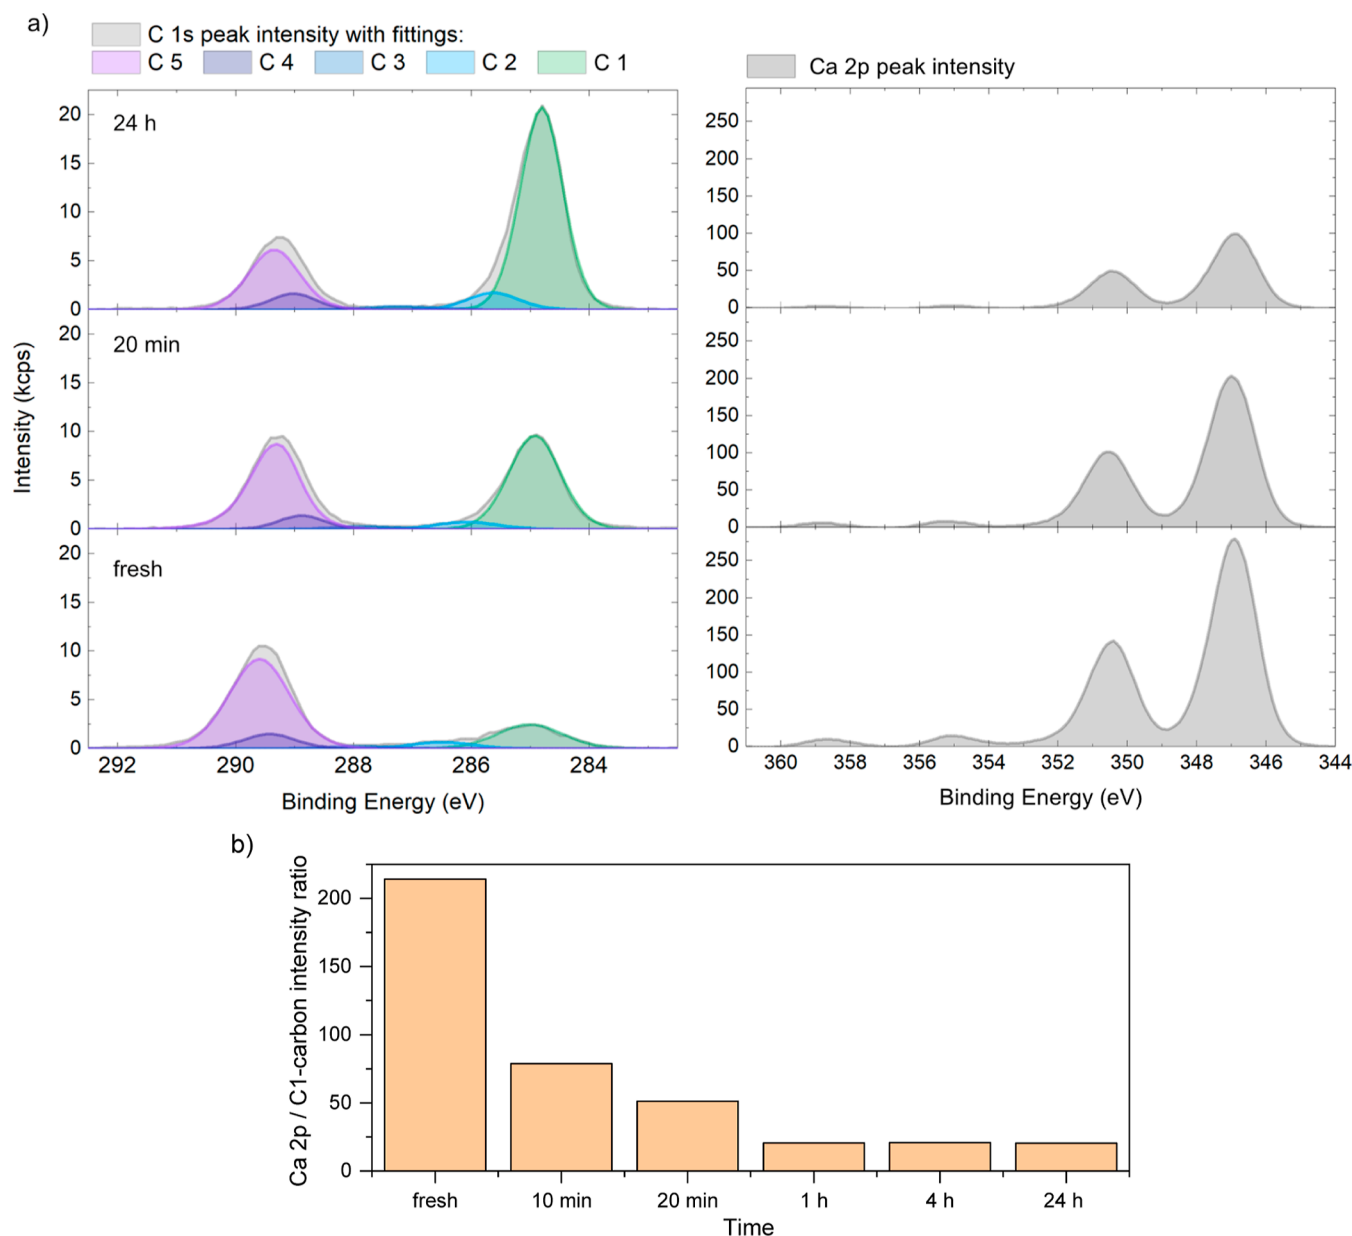 a)
C 1s peak intensity with fittings:
C 5 C 4 C 3 C 2 C 1
Ca 2p peak intensity
24 h
20
15
10
5
0
20 min
20
15
10
5
0
fresh
20
15
10
5
0
292 290 288 286 284
Binding Energy (eV)
Intensity (kcps)
250
200
150
100
50
0
250
200
150
100
50
0
250
200
150
100
50
0
360 358 356 354 352 350 348 346 344
Binding Energy (eV)
b)
Ca 2p / C1-carbon intensity ratio
200
150
100
50
0
fresh 10 min 20 min 1 h 4 h 24 h
Time